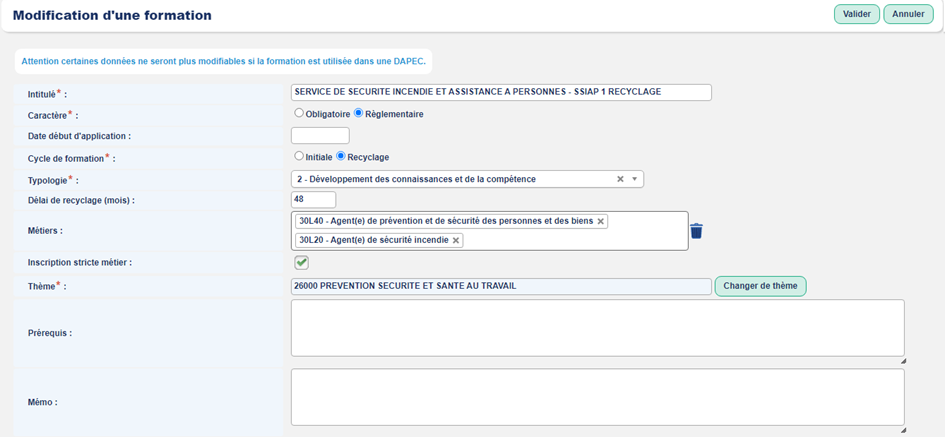 Modification d'une formation
Valider
Annuler
Attention certaines données ne seront plus modifiables si la formation est utilisée dans une DAPEC.
Intitulé* : SERVICE DE SECURITE INCENDIE ET ASSISTANCE A PERSONNES - SSIAP 1 RECYCLAGE
Caractère* : Obligatoire Règlementaire
Date début d'application :
Cycle de formation* : Initiale Recyclage
Typologie* : 2 - Développement des connaissances et de la compétence
Délai de recyclage (mois) : 48
Métiers : 30L40 - Agent(e) de prévention et de sécurité des personnes et des biens
30L20 - Agent(e) de sécurité incendie
Inscription stricte métier :
Thème* : 26000 PREVENTION SECURITE ET SANTE AU TRAVAIL Changer de thème
Prérequis :
Mémo :